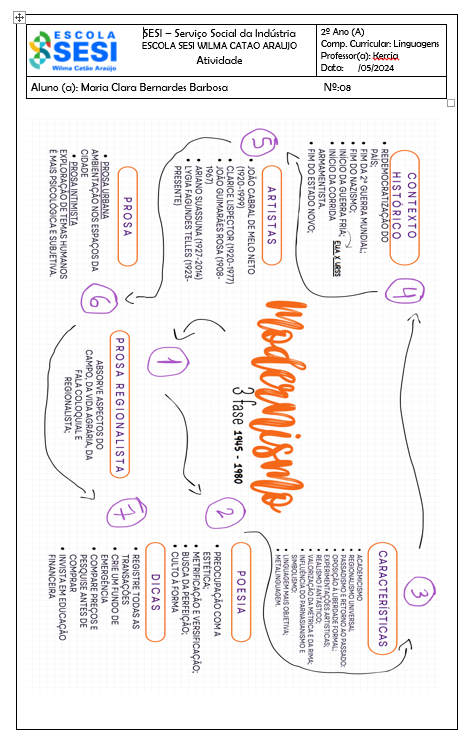 ESCOLA
SESI
Wilma Catão Araújo
SESI – Serviço Social da Indústria
ESCOLA SESI WILMA CATAO ARAUJO
Atividade
2º Ano (A)
Comp. Curricular: Linguagens
Professor(a): Kercia
Data: /05/2024
Aluno (a): Maria Clara Bernardes Barbosa
Nº:08
modernismo
3 fase 1945 - 1980
1
2
POESIA
• PREOCUPAÇÃO COM A
ESTÉTICA
• METRIFICAÇÃO E VERSIFICAÇÃO;
• BUSCA DA PERFEIÇÃO;
• CULTO À FORMA
3
CARACTERÍSTICAS
• ACADEMICISMO
• REGIONALISMO UNIVERSAL
• PASSADISMO E RETORNO AO PASSADO;
• OPOSIÇÃO À LIBERDADE FORMAL;
• EXPERIMENTAÇÕES ARTÍSTICAS;
• REALISMO FANTÁSTICO;
• VALORIZAÇÃO DA MÉTRICA E DA RIMA;
• INFLUÊNCIA DO PARNASIANISMO E
SIMBOLISMO;
• LINGUAGEM MAIS OBJETIVA;
• METALINGUAGEM.
4
CONTEXTO
HISTÓRICO
• REDEMOCRATIZAÇÃO DO
PAÍS;
• FIM DA 2ª GUERRA MUNDIAL;
• FIM DO NAZISMO;
• INÍCIO DA GUERRA FRIA;
EUA X URSS
• INÍCIO DA CORRIDA
ARMAMENTISTA
• FIM DO ESTADO NOVO;
5
ARTISTAS
• JOÃO CABRAL DE MELO NETO
(1920-1999)
• CLARICE LISPECTOR (1920-1977)
• JOÃO GUIMARÃES ROSA (1908-
1967)
• ARIANO SUASSUNA (1927-2014)
• LYGIA FAGUNDES TELLES (1923-
PRESENTE)
6
PROSA
• PROSA URBANA
AMBIENTAÇÃO NOS ESPAÇOS DA
CIDADE
• PROSA INTIMISTA
EXPLORAÇÃO DE TEMAS HUMANOS
É MAIS PSICOLÓGICA E SUBJETIVA.
PROSA REGIONALISTA
ABSORVE ASPECTOS DO
CAMPO, DA VIDA AGRÁRIA, DA
FALA COLOQUIAL E
REGIONALISTA;
7
DICAS
• REGISTRE TODAS AS
TRANSAÇÕES
• CRIE UM FUNDO DE
EMERGÊNCIA
• COMPARE PREÇOS E
PESQUISE ANTES DE
COMPRAR
• INVISTA EM EDUCAÇÃO
FINANCEIRA